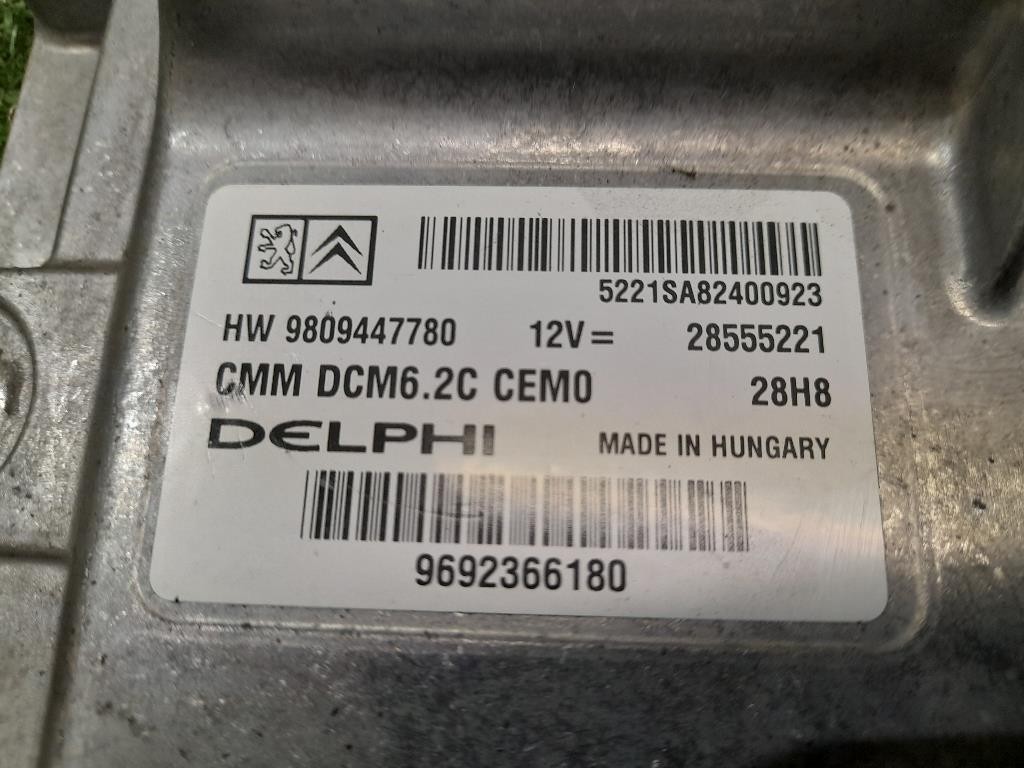 5221SA82400923
HW 9809447780 12V= 28555221
CMM DCM6.2C CEM0 28H8
DELPHI MADE IN HUNGARY
9692366180